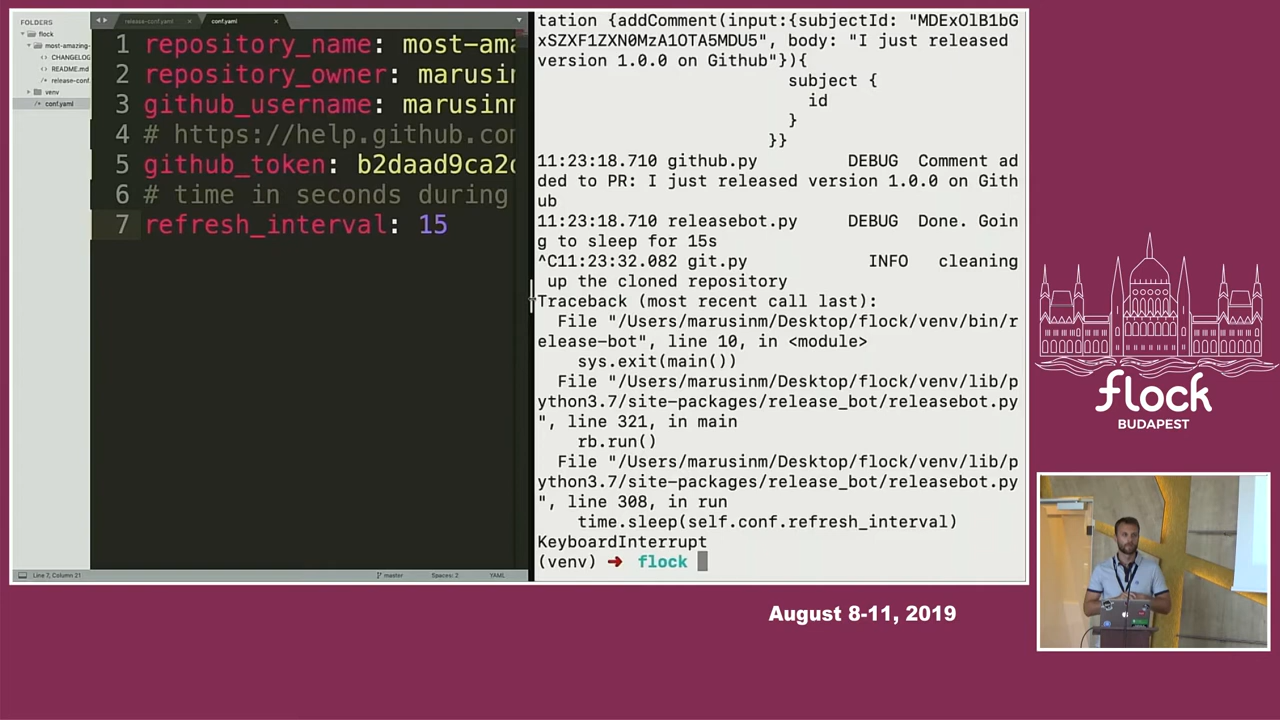 FOLDERS
flock
most-amazing-
CHANGELOG
README.md
release-conf.
venv
conf.yaml
release-conf.yaml
conf.yaml
1 repository_name: most-ama
2 repository_owner: marusin
3 github_username: marusinm
4 # https://help.github.com
5 github_token: b2daad9ca2c
6 # time in seconds during
7 refresh_interval: 15
Line 7, Column 21
master
Spaces: 2
YAML
tation {addComment(input:{subjectId: "MDExOlB1bG
xSZXF1ZXN0MzA1OTA5MDU5", body: "I just released
version 1.0.0 on Github"}){
subject {
id
}
}}
11:23:18.710 github.py DEBUG Comment ad
ded to PR: I just released version 1.0.0 on Gith
ub
11:23:18.710 releasebot.py DEBUG Done. Goin
g to sleep for 15s
^C11:23:32.082 git.py INFO cleaning
up the cloned repository
Traceback (most recent call last):
File "/Users/marusinm/Desktop/flock/venv/bin/r
elease-bot", line 10, in <module>
sys.exit(main())
File "/Users/marusinm/Desktop/flock/venv/lib/p
ython3.7/site-packages/release_bot/releasebot.py
", line 321, in main
rb.run()
File "/Users/marusinm/Desktop/flock/venv/lib/p
ython3.7/site-packages/release_bot/releasebot.py
", line 308, in run
time.sleep(self.conf.refresh_interval)
KeyboardInterrupt
(venv) → flock
flock
BUDAPEST
August 8-11, 2019